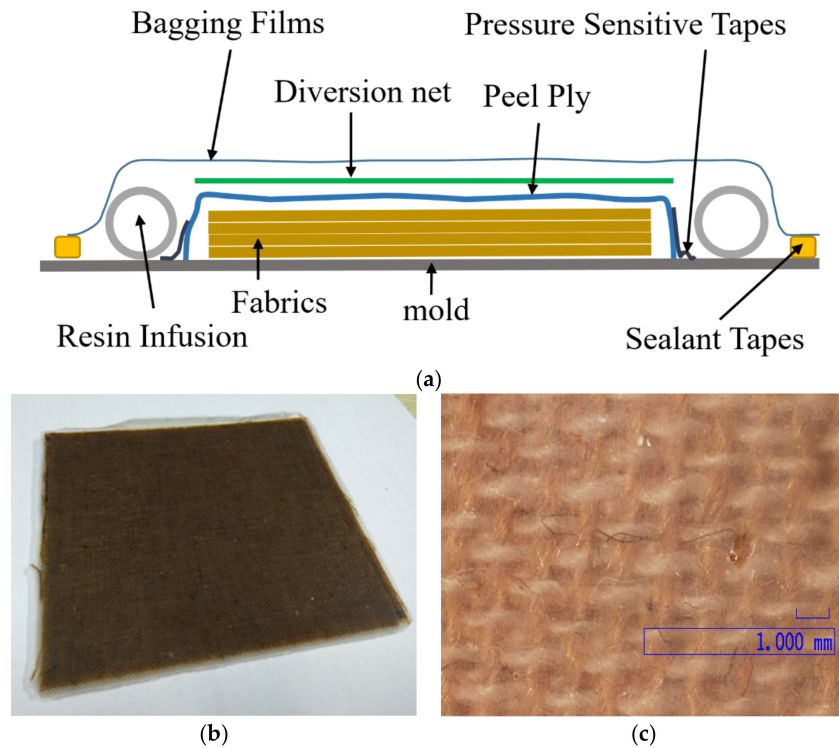 Bagging Films
Pressure Sensitive Tapes
Diversion net
Peel Ply
Fabrics
mold
Resin Infusion
Sealant Tapes
(a)
1.000 mm
(b)
(c)